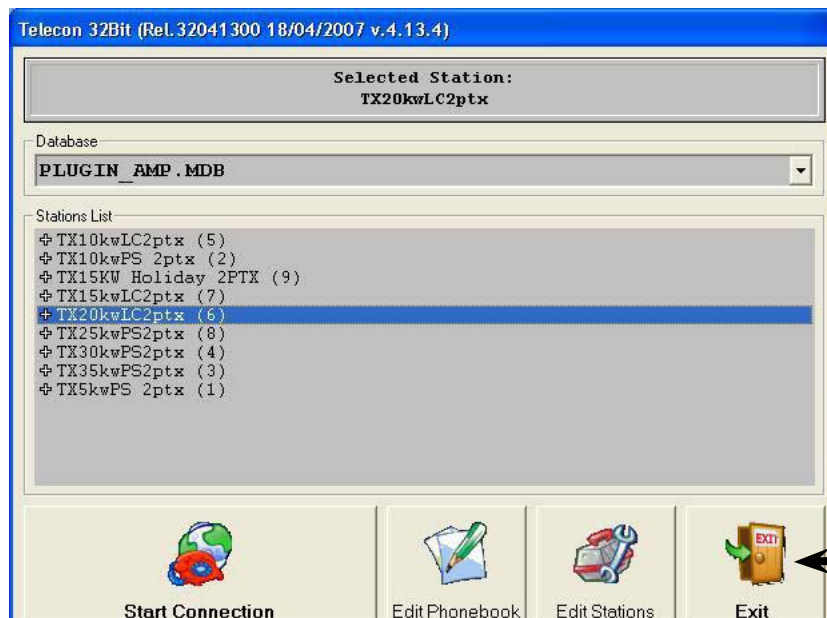 Telecon 32Bit (Rel.32041300 18/04/2007 v.4.13.4)
Selected Station:
TX20kwLC2ptx
Database
PLUGIN_AMP.MDB
Stations List
TX10kwLC2ptx (5)
TX10kwPS 2ptx (2)
TX15KW Holiday 2PTX (9)
TX15kwLC2ptx (7)
TX20kwLC2ptx (6)
TX25kwPS2ptx (8)
TX30kwPS2ptx (4)
TX35kwPS2ptx (3)
TX5kwPS 2ptx (1)
EXIT
Start Connection Edit Phonebook Edit Stations Exit